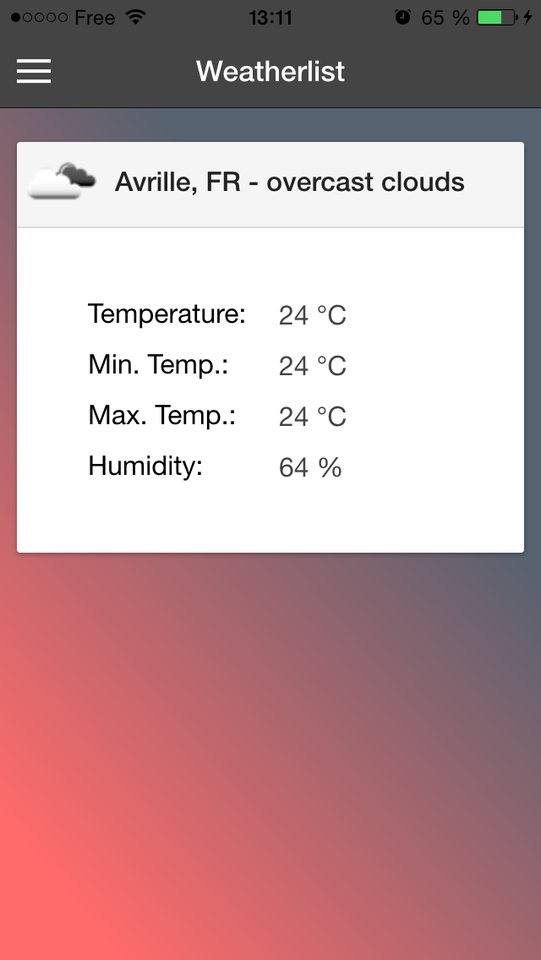 Free 13:11 65 %
Weatherlist
Avrille, FR - overcast clouds
Temperature: 24 °C
Min. Temp.: 24 °C
Max. Temp.: 24 °C
Humidity: 64 %